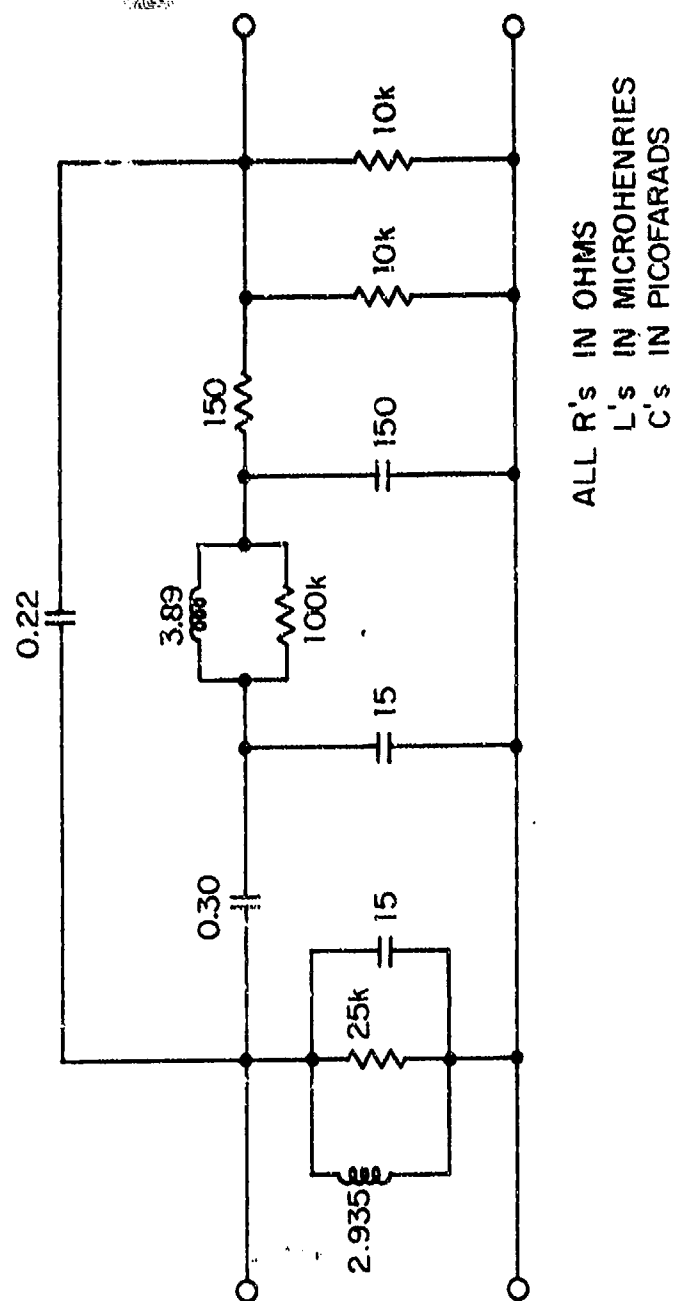 0.22
0.30
3.89
100k
150
2.935
25k
15
15
150
10k
10k
ALL R's IN OHMS
L's IN MICROHENRIES
C's IN PICOFARADS